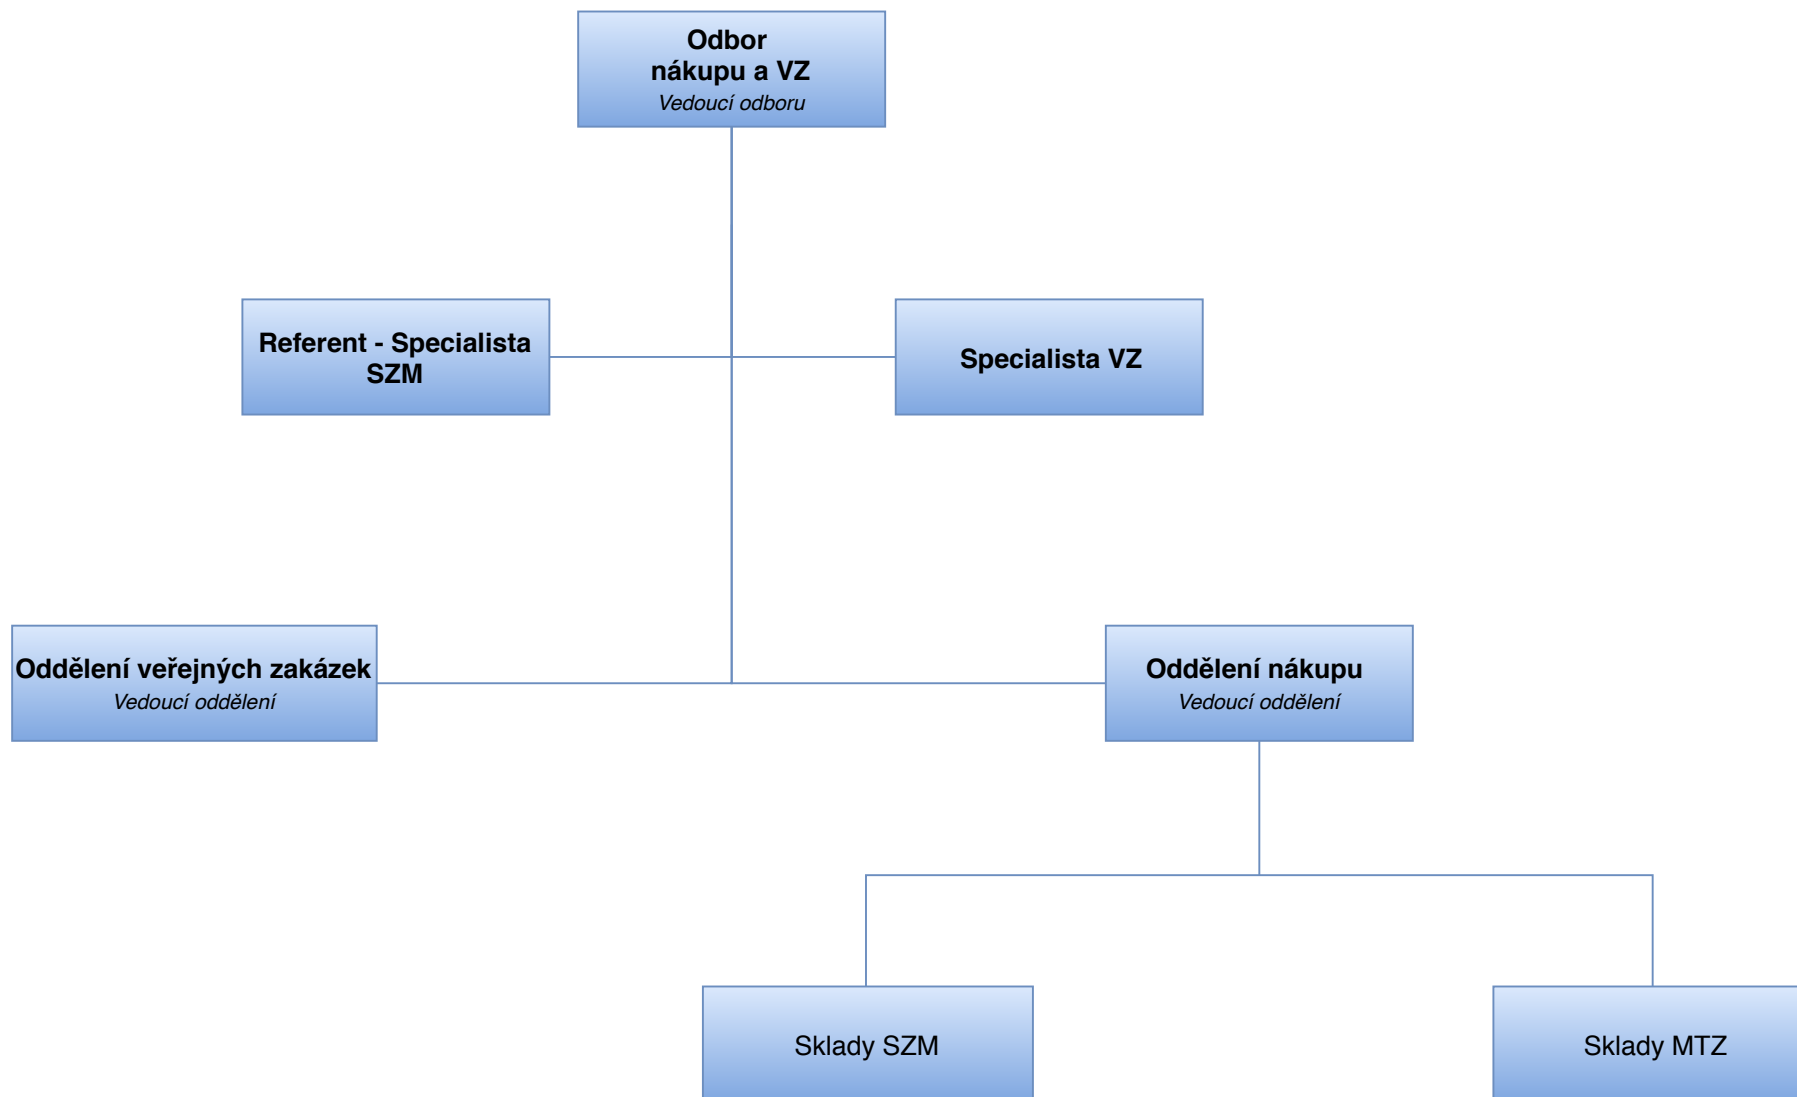 Odbor
nákupu a VZ
Vedoucí odboru
Referent - Specialista
SZM
Specialista VZ
Oddělení veřejných zakázek
Vedoucí oddělení
Oddělení nákupu
Vedoucí oddělení
Sklady SZM
Sklady MTZ